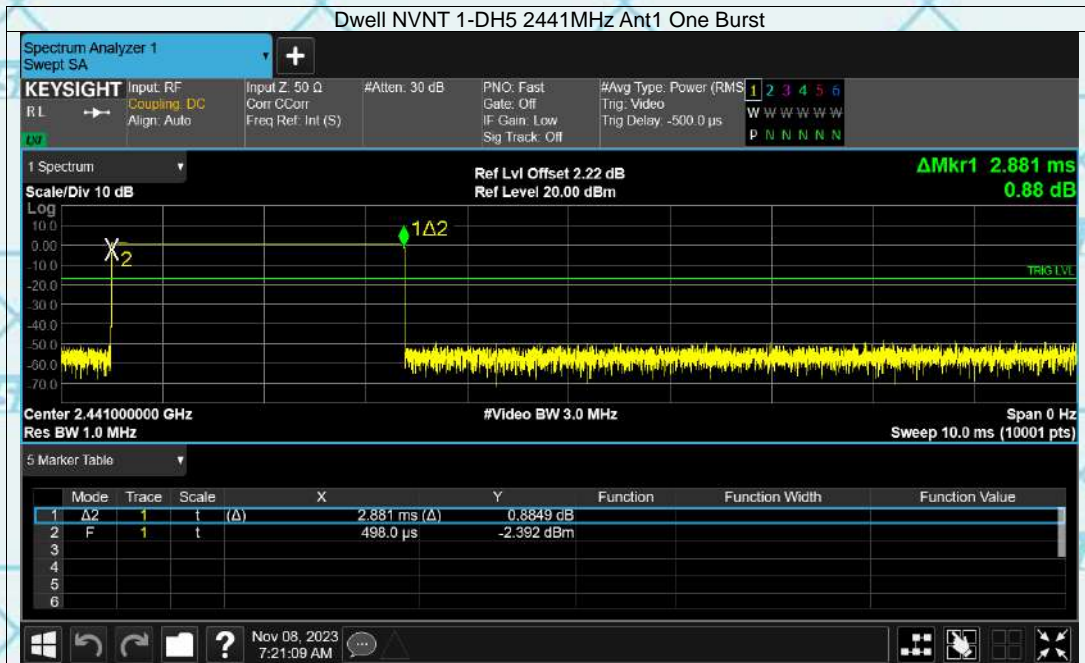 Dwell NVNT 1-DH5 2441MHz Ant1 One Burst
Spectrum Analyzer 1
Swept SA
+
KEYSIGHT Input: RF Input Z: 50 Ω #Atten: 30 dB PNO: Fast #Avg Type: Power (RMS 1 2 3 4 5 6
RL Coupling: DC Corr CCorr Gate: Off Trig: Video W W W W W W
Align: Auto Freq Ref: Int (S) IF Gain: Low Trig Delay: -500.0 µs
LXI Sig Track: Off P N N N N N
1 Spectrum Ref Lvl Offset 2.22 dB ΔMkr1 2.881 ms
Scale/Div 10 dB Ref Level 20.00 dBm 0.88 dB
Log
10.0
1Δ2
0.00
2
-10.0
TRIG LVL
-20.0
-30.0
-40.0
-50.0
-60.0
-70.0
Center 2.441000000 GHz #Video BW 3.0 MHz Span 0 Hz
Res BW 1.0 MHz Sweep 10.0 ms (10001 pts)
5 Marker Table
Mode Trace Scale X Y Function Function Width Function Value
1 Δ2 1 t (Δ) 2.881 ms (Δ) 0.8849 dB
2 F 1 t 498.0 µs -2.392 dBm
3
4
5
6
? Nov 08, 2023
7:21:09 AM